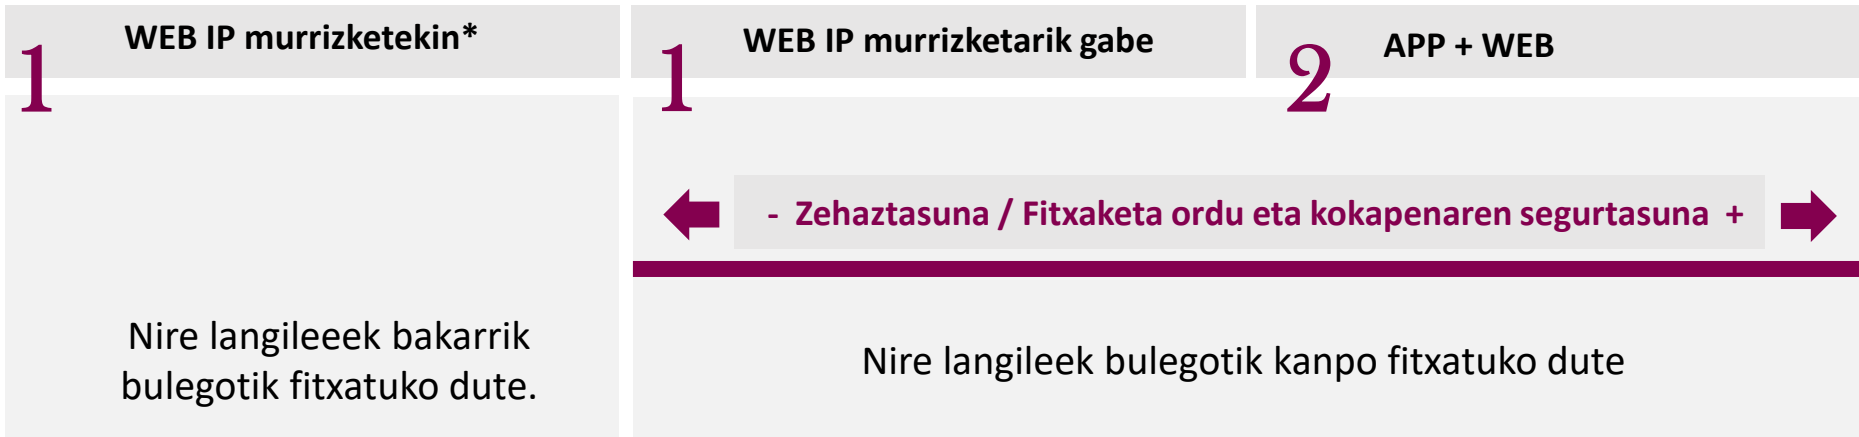 1
WEB IP murrizketekin*
1
WEB IP murrizketarik gabe
2
APP + WEB
- Zehaztasuna / Fitxaketa ordu eta kokapenaren segurtasuna +
Nire langileeek bakarrik
bulegotik fitxatuko dute.
Nire langileek bulegotik kanpo fitxatuko dute